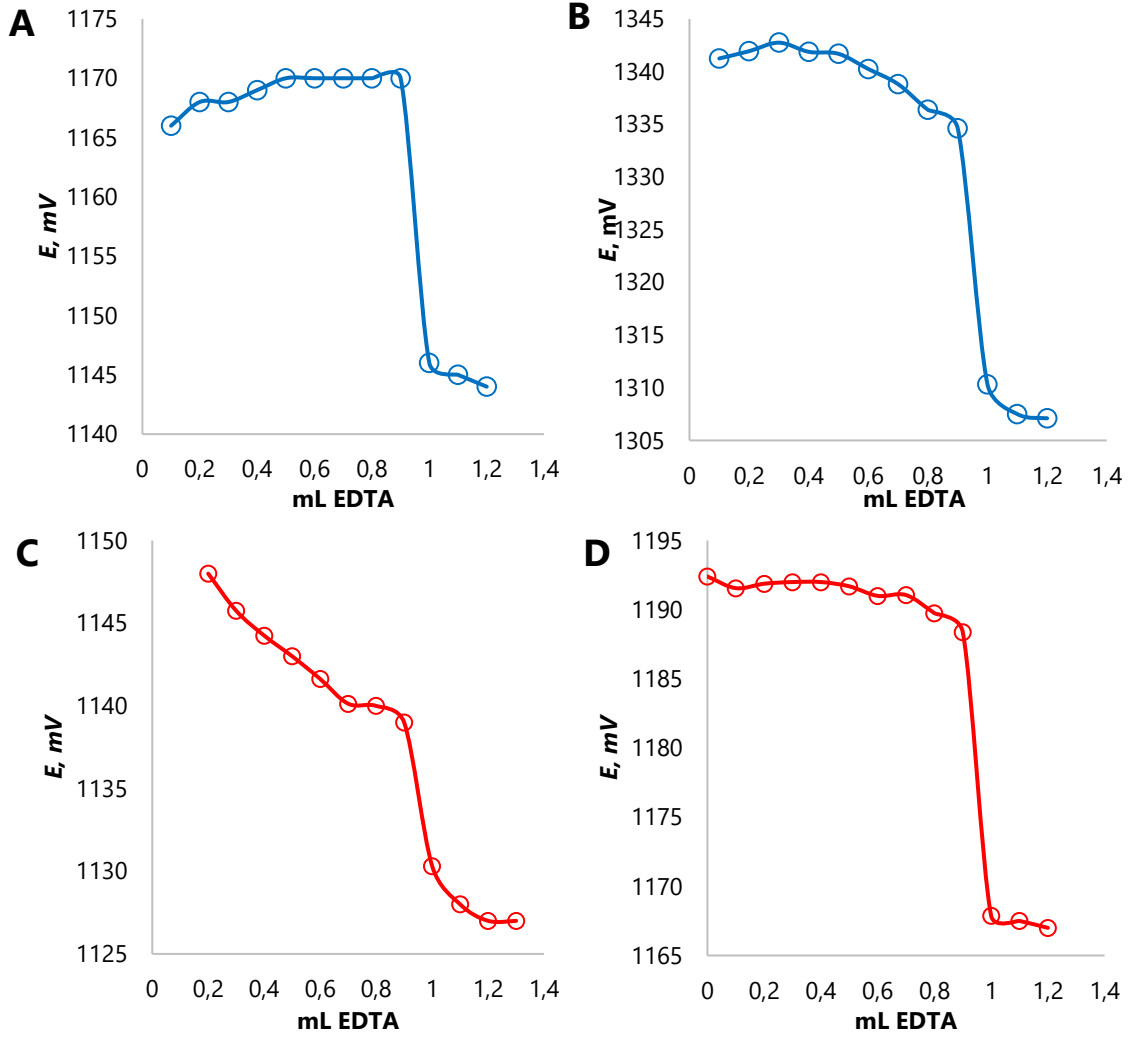 A
1175
1170
1165
1160
1155
1150
1145
1140
E, mV
0 0,2 0,4 0,6 0,8 1 1,2 1,4
mL EDTA
B
1345
1340
1335
1330
1325
1320
1315
1310
1305
E, mV
0 0,2 0,4 0,6 0,8 1 1,2 1,4
mL EDTA
C
1150
1145
1140
1135
1130
1125
E, mV
0 0,2 0,4 0,6 0,8 1 1,2 1,4
mL EDTA
D
1195
1190
1185
1180
1175
1170
1165
E, mV
0 0,2 0,4 0,6 0,8 1 1,2 1,4
mL EDTA